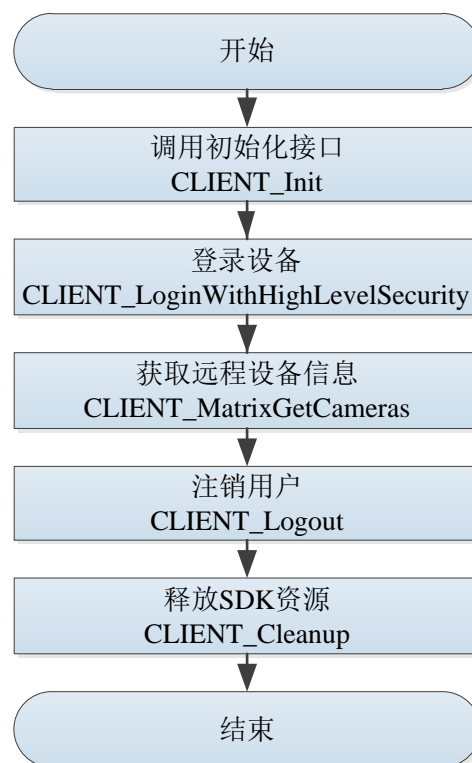 开始
调用初始化接口
CLIENT_Init
登录设备
CLIENT_LoginWithHighLevelSecurity
获取远程设备信息
CLIENT_MatrixGetCameras
注销用户
CLIENT_Logout
释放SDK资源
CLIENT_Cleanup
结束